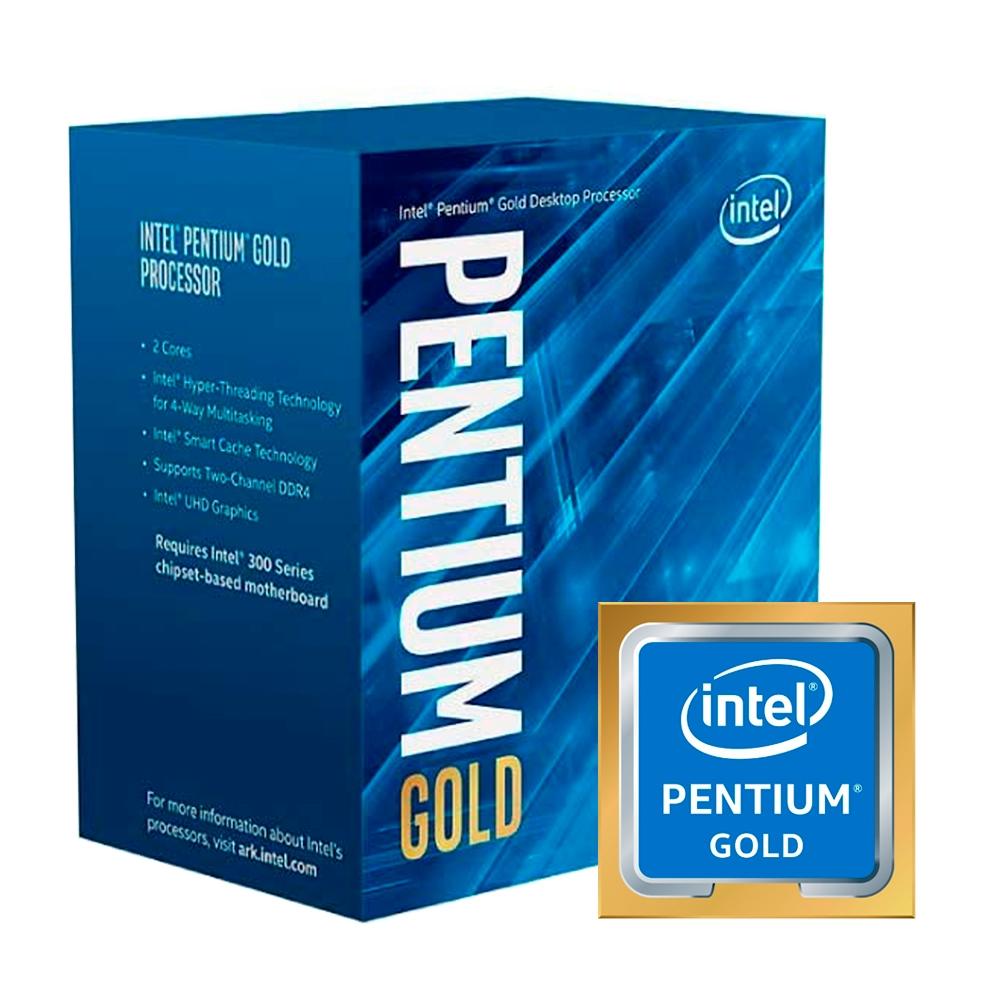 INTEL® PENTIUM® GOLD
PROCESSOR
• 2 Cores
• Intel® Hyper-Threading Technology
for 4-Way Multitasking
• Intel® Smart Cache Technology
• Supports Two-Channel DDR4
• Intel® UHD Graphics
Requires Intel® 300 Series
chipset-based motherboard
For more information about Intel's
processors, visit ark.intel.com
Intel® Pentium® Gold Desktop Processor
intel)
PENTIUM
GOLD
intel®
PENTIUM®
GOLD